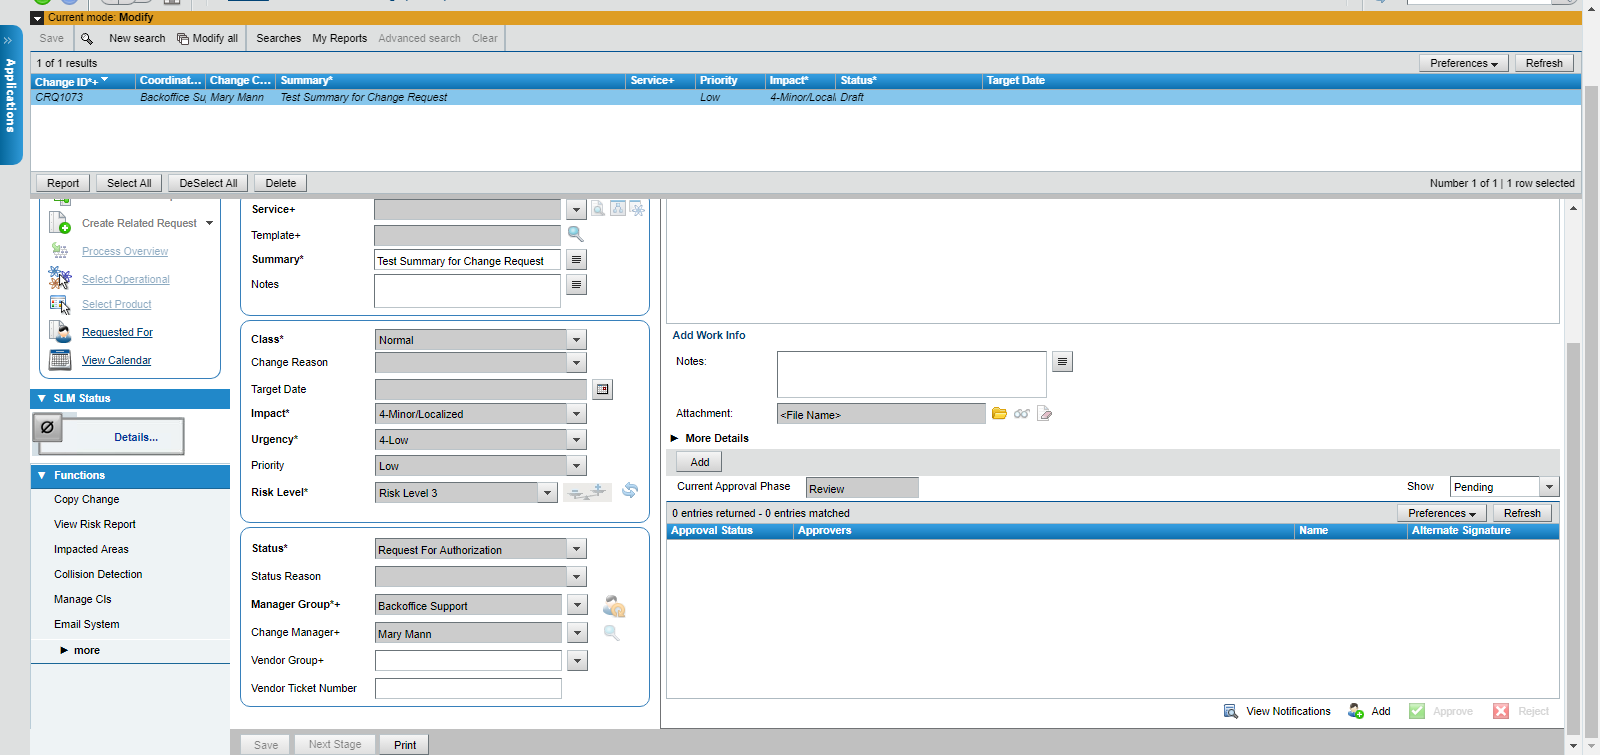 Current mode: Modify
Save New search Modify all Searches My Reports Advanced search Clear
»
Applications
1 of 1 results Preferences Refresh
Change ID*+ Coordinat... Change C... Summary* Service+ Priority Impact* Status* Target Date
CRQ1073 Backoffice Su Mary Mann Test Summary for Change Request Low 4-Minor/Local Draft
Report Select All DeSelect All Delete Number 1 of 1 | 1 row selected
Create Related Request
Process Overview
Select Operational
Select Product
Requested For
View Calendar
SLM Status
Details...
Functions
Copy Change
View Risk Report
Impacted Areas
Collision Detection
Manage CIs
Email System
more
Service+
Template+
Summary* Test Summary for Change Request
Notes
Class* Normal
Change Reason
Target Date
Impact* 4-Minor/Localized
Urgency* 4-Low
Priority Low
Risk Level* Risk Level 3
Status* Request For Authorization
Status Reason
Manager Group*+ Backoffice Support
Change Manager+ Mary Mann
Vendor Group+
Vendor Ticket Number
Add Work Info
Notes:
Attachment: <File Name>
More Details
Add
Current Approval Phase Review Show Pending
0 entries returned - 0 entries matched Preferences Refresh
Approval Status Approvers Name Alternate Signature
View Notifications Add Approve Reject
Save Next Stage Print